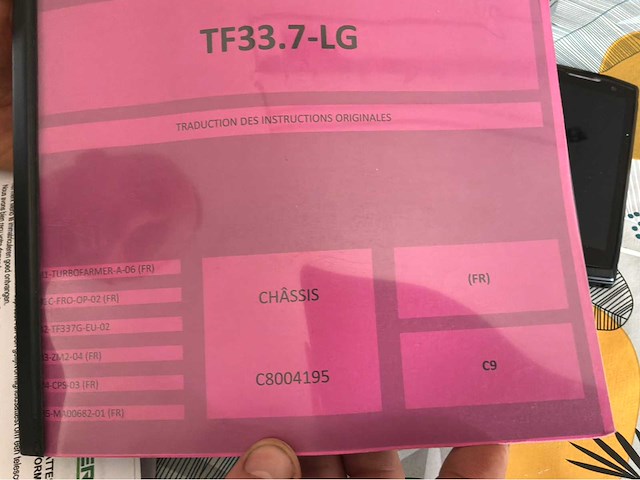 TF33.7-LG
TRADUCTION DES INSTRUCTIONS ORIGINALES
-TURBOFARMER-A-06 (FR)
C-FRO-OP-02 (FR)
-TF337G-EU-02
-ZM2-04 (FR)
-CPS-03 (FR)
-MA00662-01 (FR)
CHÂSSIS
C8004195
(FR)
C9